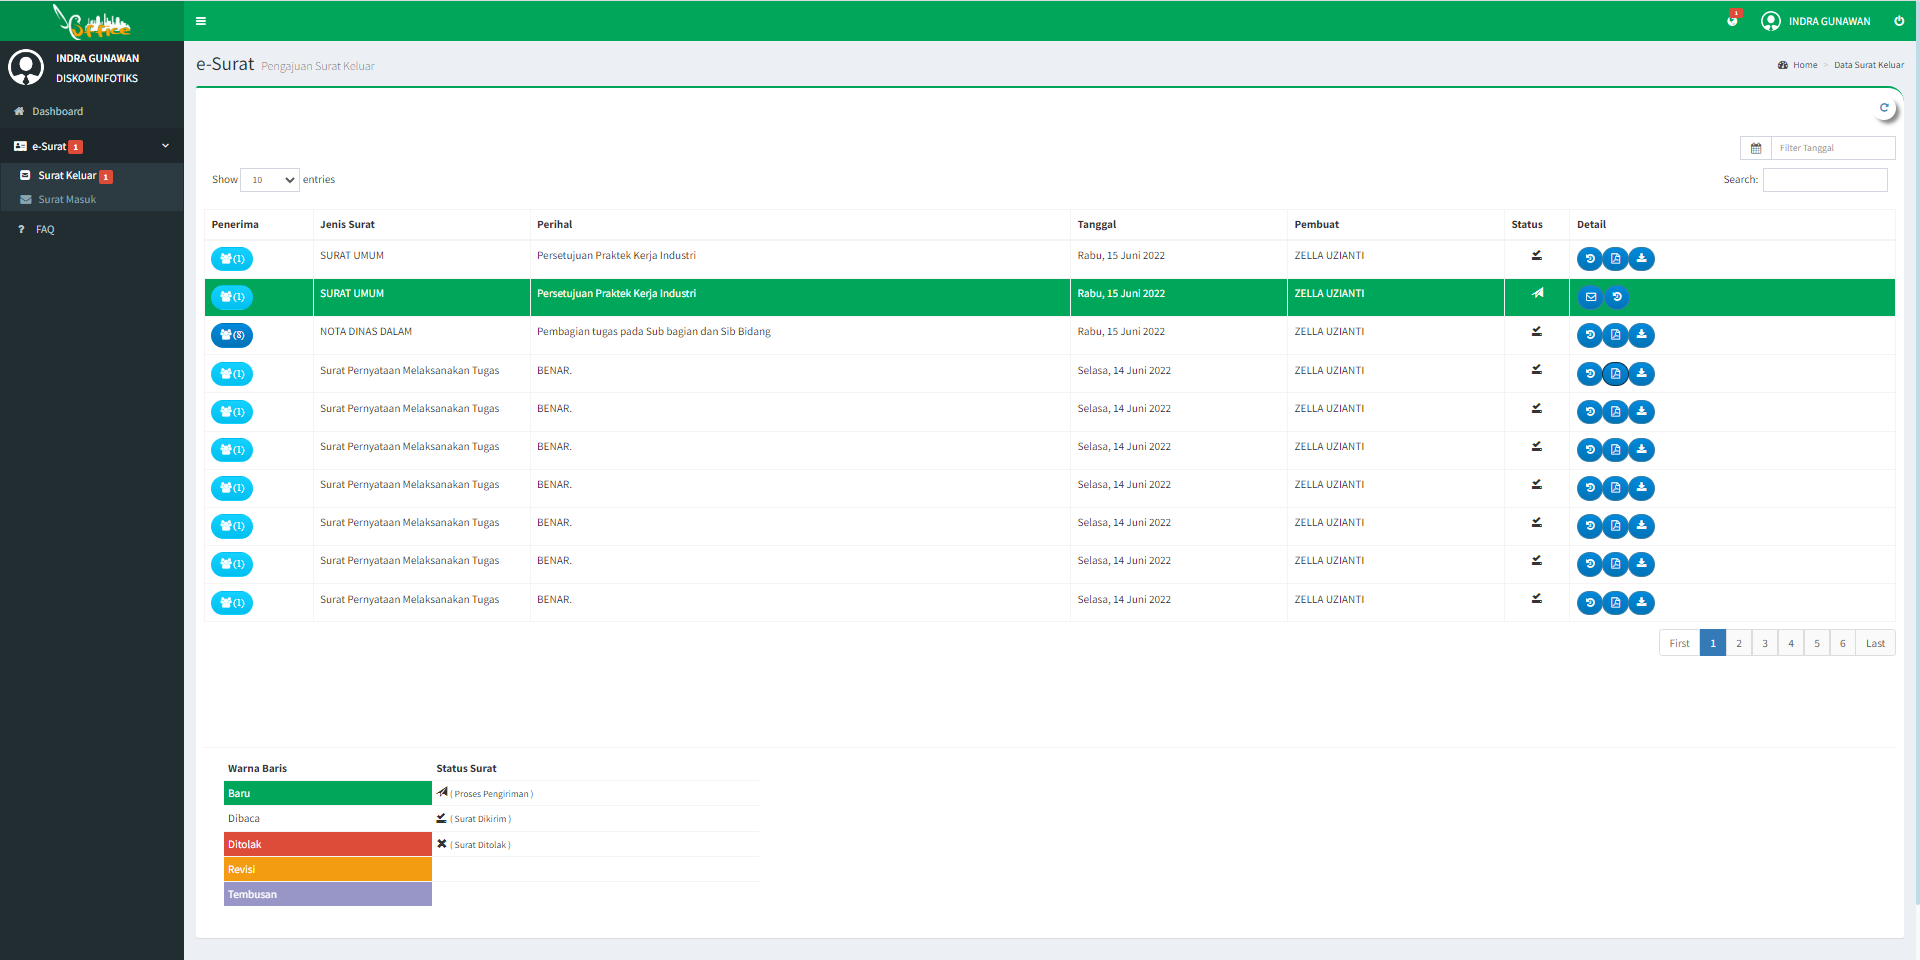 Office
INDRA GUNAWAN
1
INDRA GUNAWAN
DISKOMINFOTIKS
Dashboard
e-Surat 1
Surat Keluar 1
Surat Masuk
? FAQ
e-Surat Pengajuan Surat Keluar
Home > Data Surat Keluar
Filter Tanggal
Show 10 entries
Search:
Penerima Jenis Surat Perihal Tanggal Pembuat Status Detail
(1) SURAT UMUM Persetujuan Praktek Kerja Industri Rabu, 15 Juni 2022 ZELLA UZIANTI
(1) SURAT UMUM Persetujuan Praktek Kerja Industri Rabu, 15 Juni 2022 ZELLA UZIANTI
(8) NOTA DINAS DALAM Pembagian tugas pada Sub bagian dan Sib Bidang Rabu, 15 Juni 2022 ZELLA UZIANTI
(1) Surat Pernyataan Melaksanakan Tugas BENAR. Selasa, 14 Juni 2022 ZELLA UZIANTI
(1) Surat Pernyataan Melaksanakan Tugas BENAR. Selasa, 14 Juni 2022 ZELLA UZIANTI
(1) Surat Pernyataan Melaksanakan Tugas BENAR. Selasa, 14 Juni 2022 ZELLA UZIANTI
(1) Surat Pernyataan Melaksanakan Tugas BENAR. Selasa, 14 Juni 2022 ZELLA UZIANTI
(1) Surat Pernyataan Melaksanakan Tugas BENAR. Selasa, 14 Juni 2022 ZELLA UZIANTI
(1) Surat Pernyataan Melaksanakan Tugas BENAR. Selasa, 14 Juni 2022 ZELLA UZIANTI
(1) Surat Pernyataan Melaksanakan Tugas BENAR. Selasa, 14 Juni 2022 ZELLA UZIANTI
First 1 2 3 4 5 6 Last
Warna Baris Status Surat
Baru ( Proses Pengiriman )
Dibaca ( Surat Dikirim )
Ditolak ( Surat Ditolak )
Revisi
Tembusan